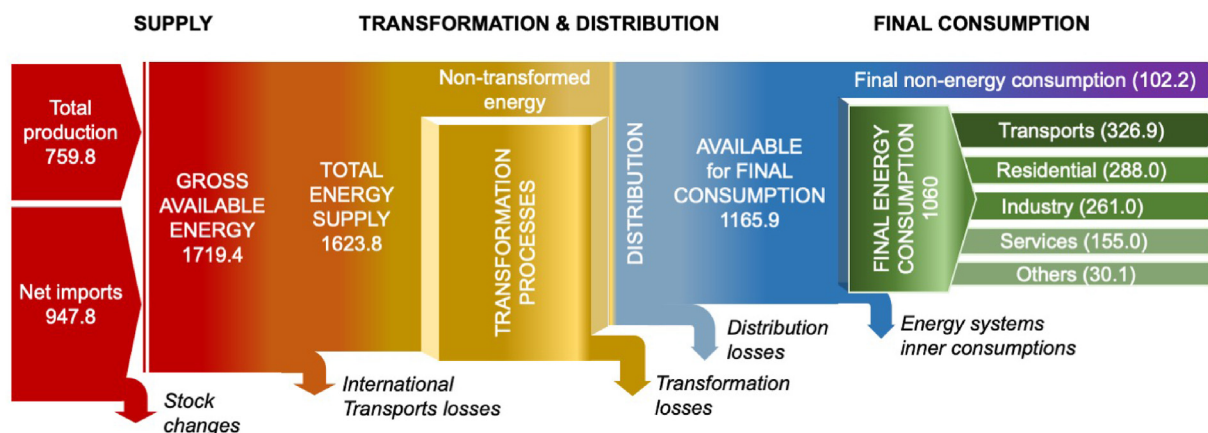 SUPPLY
TRANSFORMATION & DISTRIBUTION
FINAL CONSUMPTION
Total
production
759.8
Net imports
947.8
Stock
changes
GROSS
AVAILABLE
ENERGY
1719.4
TOTAL
ENERGY
SUPPLY
1623.8
International
Transports losses
Non-transformed
energy
TRANSFORMATION
PROCESSES
Transformation
losses
DISTRIBUTION
Distribution
losses
AVAILABLE
for FINAL
CONSUMPTION
1165.9
Energy systems
inner consumptions
Final non-energy consumption (102.2)
FINAL ENERGY
CONSUMPTION
1060
Transports (326.9)
Residential (288.0)
Industry (261.0)
Services (155.0)
Others (30.1)